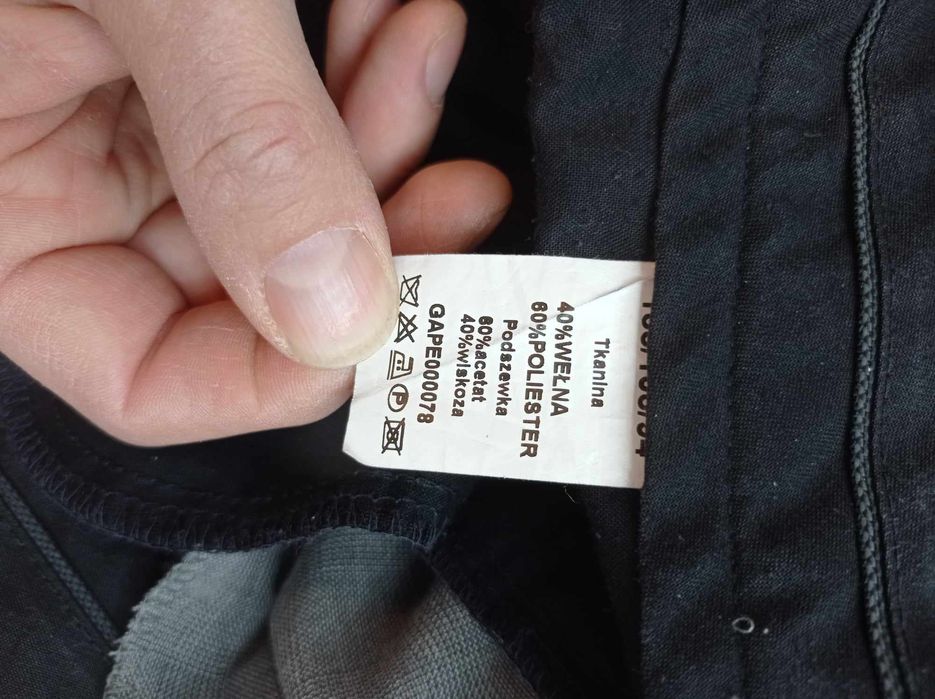 Tkanina
40%WEŁNA
60%POLIESTER
Podszewka
60%acetat
40%wiskoza
GAPE000078
P